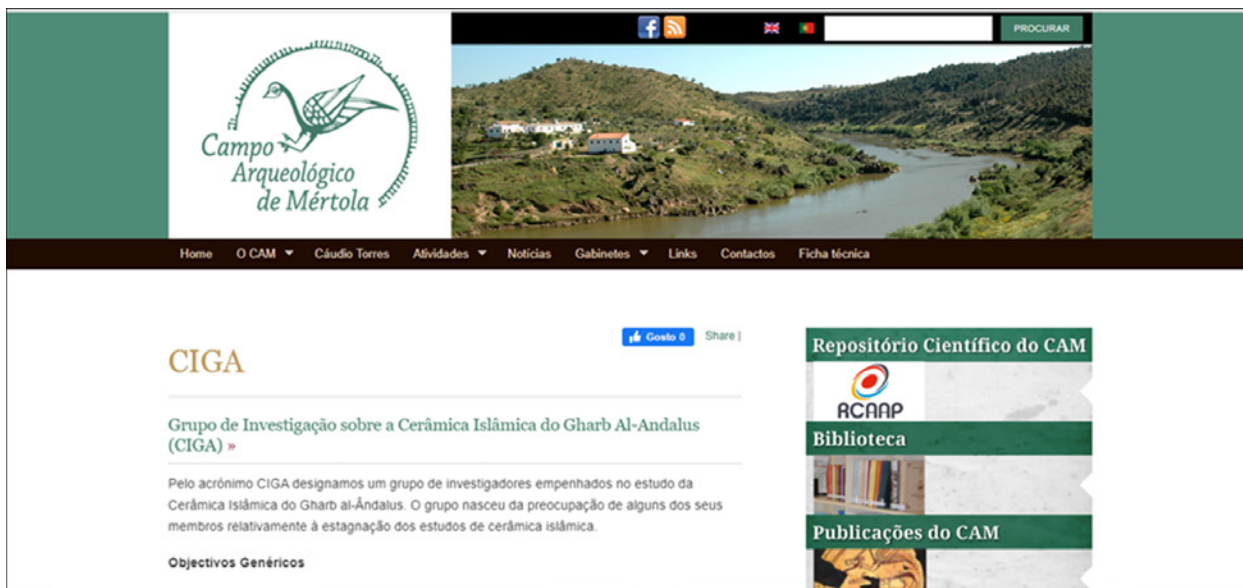 PROCURAR
Campo
Arqueológico
de Mértola
Home O CAM Cáudio Torres Atividades Notícias Gabinetes Links Contactos Ficha técnica
Gosto 0 Share |
CIGA
Grupo de Investigação sobre a Cerâmica Islâmica do Gharb Al-Andalus
(CIGA) »
Pelo acrónimo CIGA designamos um grupo de investigadores empenhados no estudo da
Cerâmica Islâmica do Gharb al-Ândalus. O grupo nasceu da preocupação de alguns dos seus
membros relativamente à estagnação dos estudos de cerâmica islâmica.
Objectivos Genéricos
Repositório Científico do CAM
RCAAP
Biblioteca
Publicações do CAM